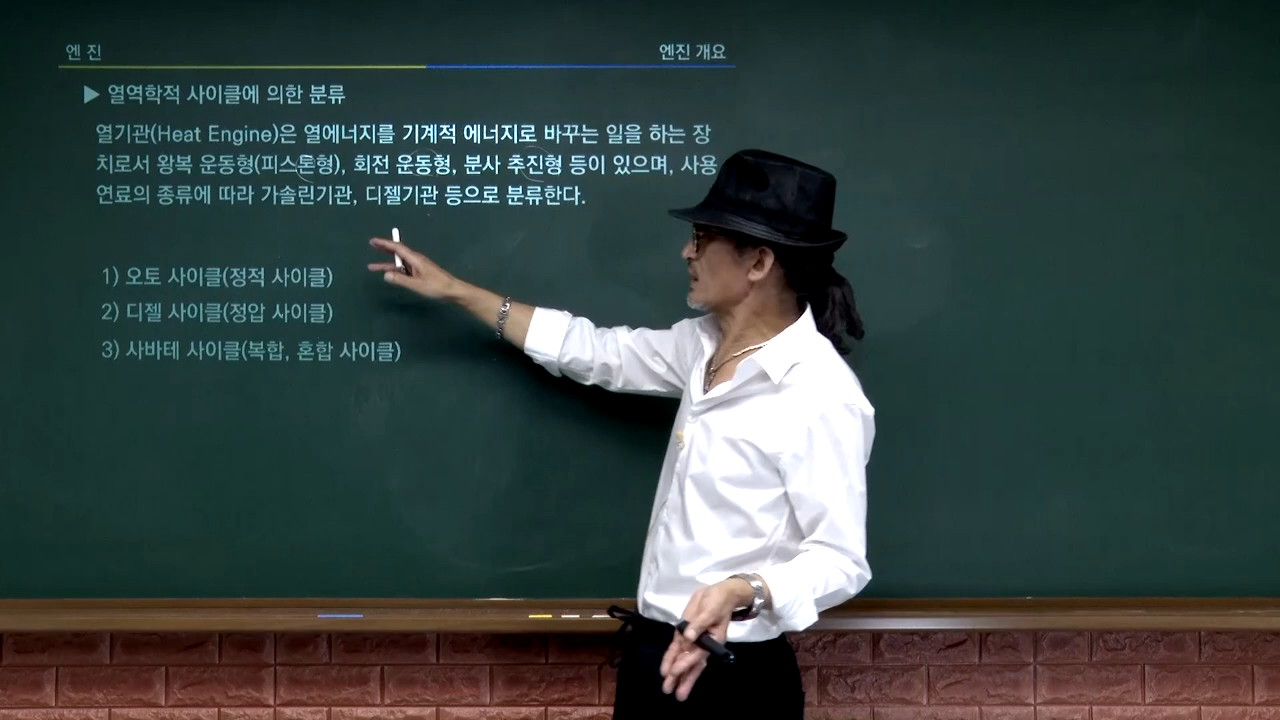 엔 진
엔진 개요
▶ 열역학적 사이클에 의한 분류
열기관(Heat Engine)은 열에너지를 기계적 에너지로 바꾸는 일을 하는 장
치로서 왕복 운동형(피스톤형), 회전 운동형, 분사 추진형 등이 있으며, 사용
연료의 종류에 따라 가솔린기관, 디젤기관 등으로 분류한다.
1) 오토 사이클(정적 사이클)
2) 디젤 사이클(정압 사이클)
3) 사바테 사이클(복합, 혼합 사이클)